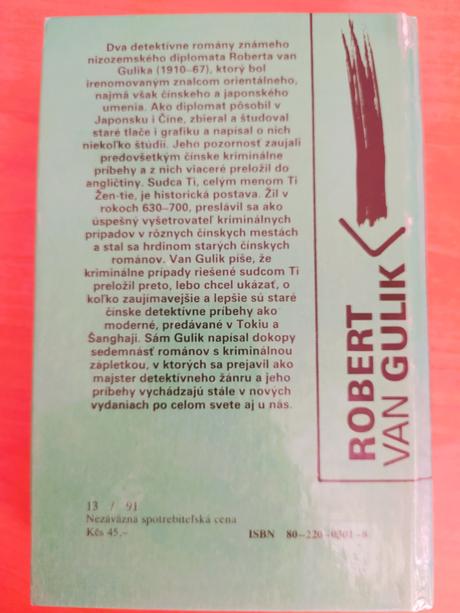 Dva detektívne romány známeho
nizozemského diplomata Roberta van
Gulika (1910–67), ktorý bol
irenomovaným znalcom orientálneho,
najmä však čínskeho a japonského
umenia. Ako diplomat pôsobil v
Japonsku i Číne, zbieral a študoval
staré tlače i grafiku a napísal o nich
niekoľko štúdií. Jeho pozornosť zaujali
predovšetkým čínske kriminálne
príbehy a z nich viaceré preložil do
angličtiny. Sudca Ti, celým menom Ti
Žen-tie, je historická postava. Žil v
rokoch 630–700, preslávil sa ako
úspešný vyšetrovateľ kriminálnych
prípadov v rôznych čínskych mestách
a stal sa hrdinom starých čínskych
románov. Van Gulik píše, že
kriminálne prípady riešené sudcom Ti
preložil preto, lebo chcel ukázať, o
koľko zaujímavejšie a lepšie sú staré
čínske detektívne príbehy ako
moderné, predávané v Tokiu a
Šanghaji. Sám Gulik napísal dokopy
sedemnásť románov s kriminálnou
zápletkou, v ktorých sa prejavil ako
majster detektívneho žánru a jeho
príbehy vychádzajú stále v nových
vydaniach po celom svete aj u nás.
ROBERT
VAN GULIK
13 / 91
Nezáväzná spotrebiteľská cena
Kčs 45,–
ISBN 80–220–0301–8